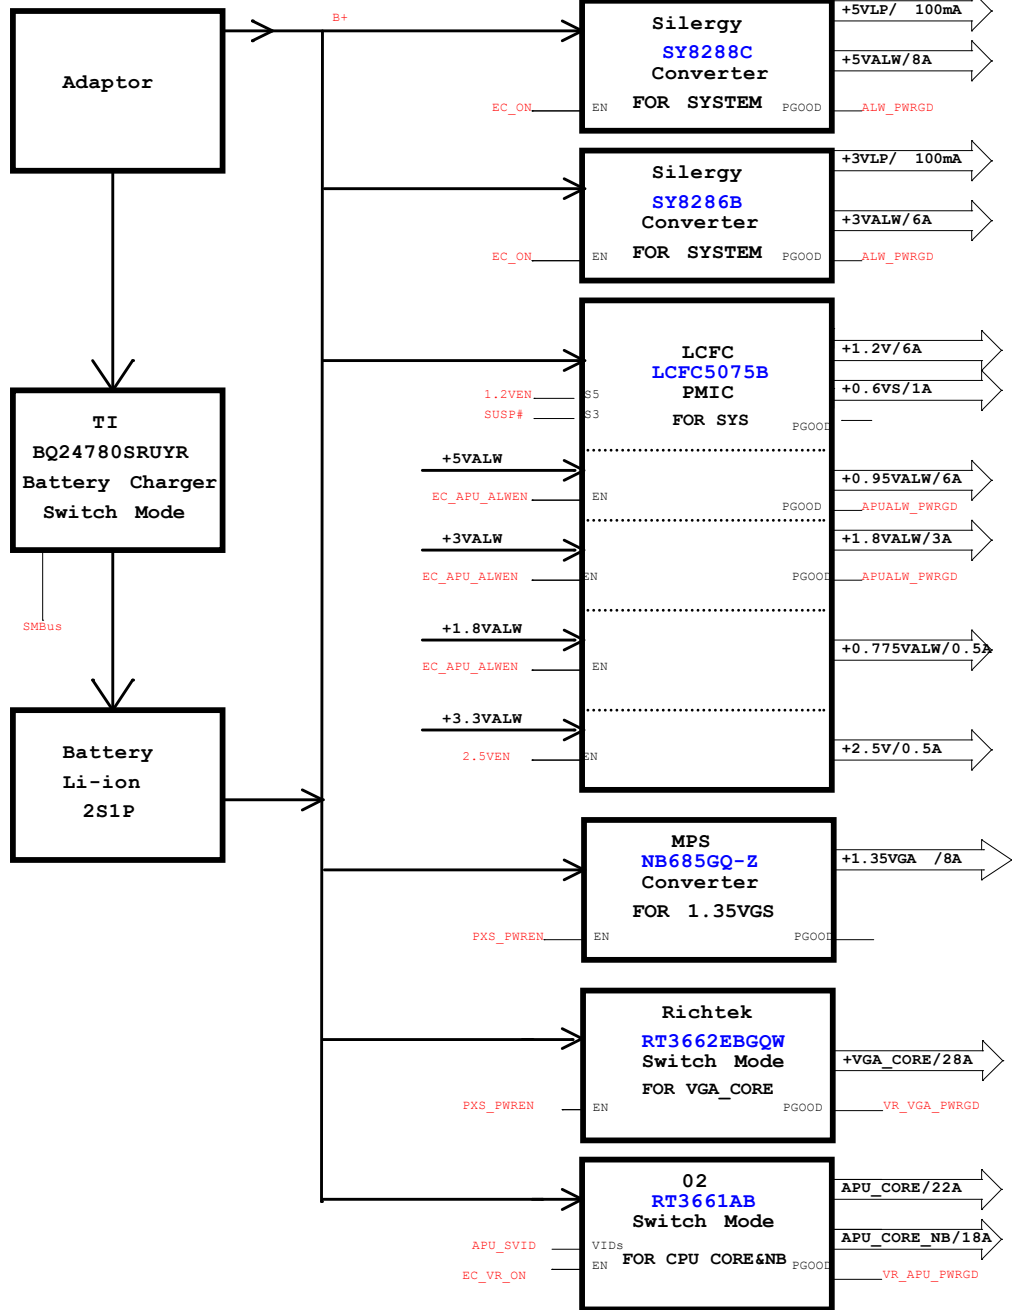 B+
Adaptor
Silergy
SY8288C
Converter
FOR SYSTEM
EC_ON
EN
PGOOD
+5VLP/ 100mA
+5VALW/8A
ALW_PWRGD
Silergy
SY8286B
Converter
FOR SYSTEM
EC_ON
EN
PGOOD
+3VLP/ 100mA
+3VALW/6A
ALW_PWRGD
TI
BQ24780SRUYR
Battery Charger
Switch Mode
SMBus
Battery
Li-ion
2S1P
LCFC
LCFC5075B
PMIC
FOR SYS
1.2VEN
S5
SUSP#
S3
PGOOD
+1.2V/6A
+0.6VS/1A
+5VALW
EC_APU_ALWEN
EN
PGOOD
+0.95VALW/6A
APUALW_PWRGD
+3VALW
EC_APU_ALWEN
EN
PGOOD
+1.8VALW/3A
APUALW_PWRGD
+1.8VALW
EC_APU_ALWEN
EN
+0.775VALW/0.5A
+3.3VALW
2.5VEN
EN
+2.5V/0.5A
MPS
NB685GQ-Z
Converter
FOR 1.35VGS
PXS_PWREN
EN
PGOOD
+1.35VGA /8A
Richtek
RT3662EBGQW
Switch Mode
FOR VGA_CORE
PXS_PWREN
EN
PGOOD
+VGA_CORE/28A
VR_VGA_PWRGD
02
RT3661AB
Switch Mode
FOR CPU CORE&NB
APU_SVID
VIDs
EC_VR_ON
EN
PGOOD
APU_CORE/22A
APU_CORE_NB/18A
VR_APU_PWRGD